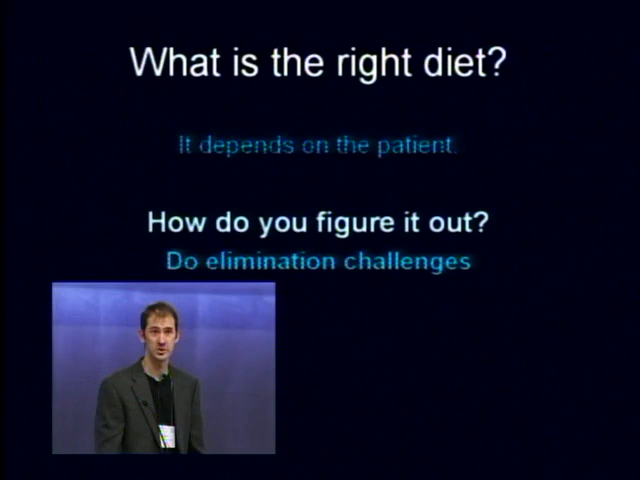 What is the right diet?
It depends on the patient.
How do you figure it out?
Do elimination challenges